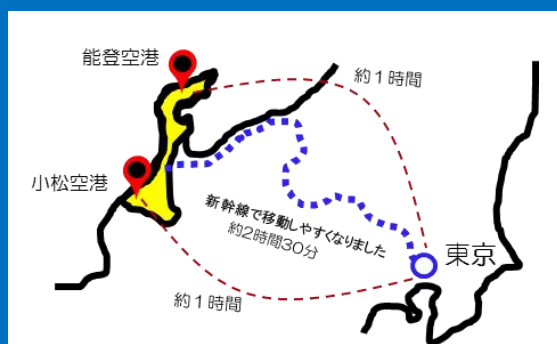 能登空港
約1時間
小松空港
新幹線で移動しやすくなりました
約2時間30分
東京
約1時間